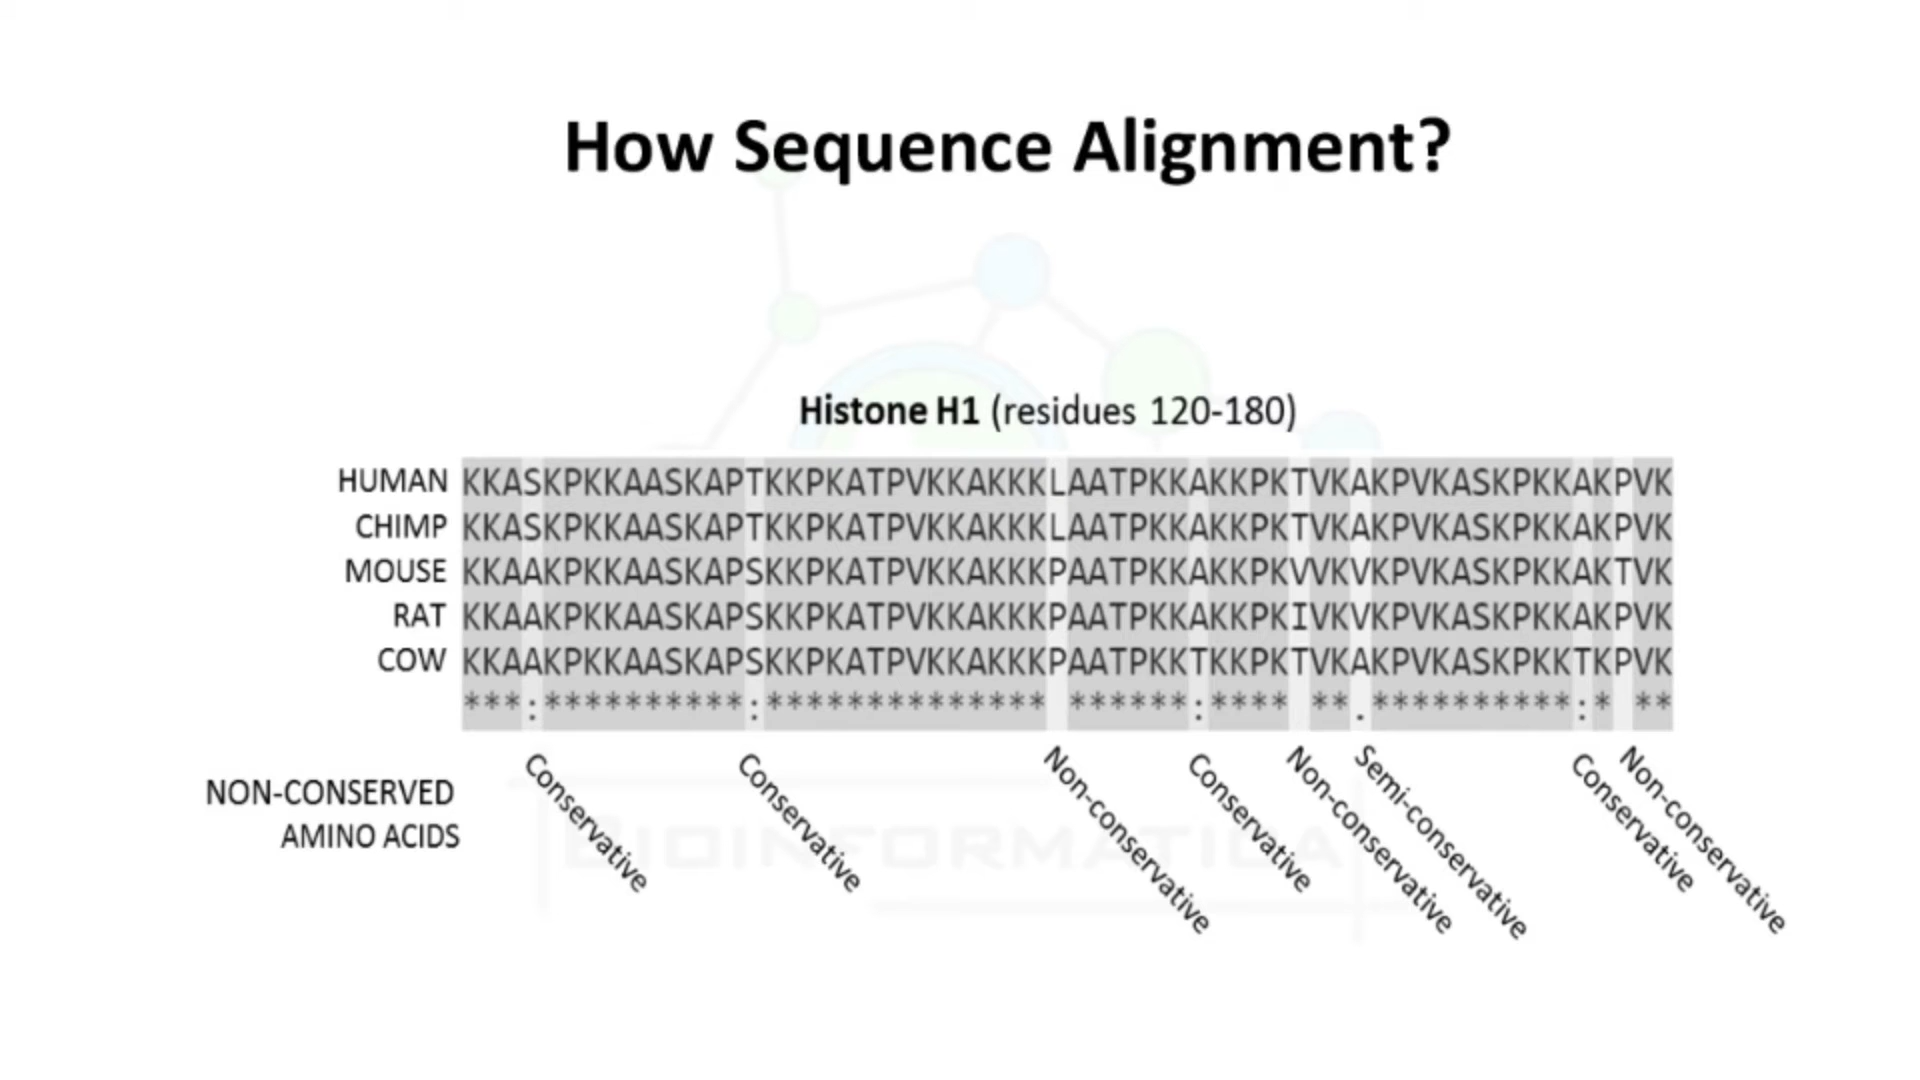 How Sequence Alignment?
Histone H1 (residues 120-180)
HUMAN KKASKPKKAASKAPTKKPKATPVKKAKKKLAATPKKAKKPKTVKAKPVKASKPKKAKPVK
CHIMP KKASKPKKAASKAPTKKPKATPVKKAKKKLAATPKKAKKPKTVKAKPVKASKPKKAKPVK
MOUSE KKAAKPKKAASKAPSKKPKATPVKKAKKKPAATPKKAKKPKVVKVKPVKASKPKKAKTVK
RAT KKAAKPKKAASKAPSKKPKATPVKKAKKKPAATPKKAKKPKIVKVKPVKASKPKKAKPVK
COW KKAAKPKKAASKAPSKKPKATPVKKAKKKPAATPKKTKKPKTVKAKPVKASKPKKTKPVK
***:**********:************** ******:**** **.**********:* **
NON-CONSERVED
AMINO ACIDS
Conservative
Conservative
Non-conservative
Conservative
Non-conservative
Semi-conservative
Conservative
Non-conservative
BIOINFORMATICA